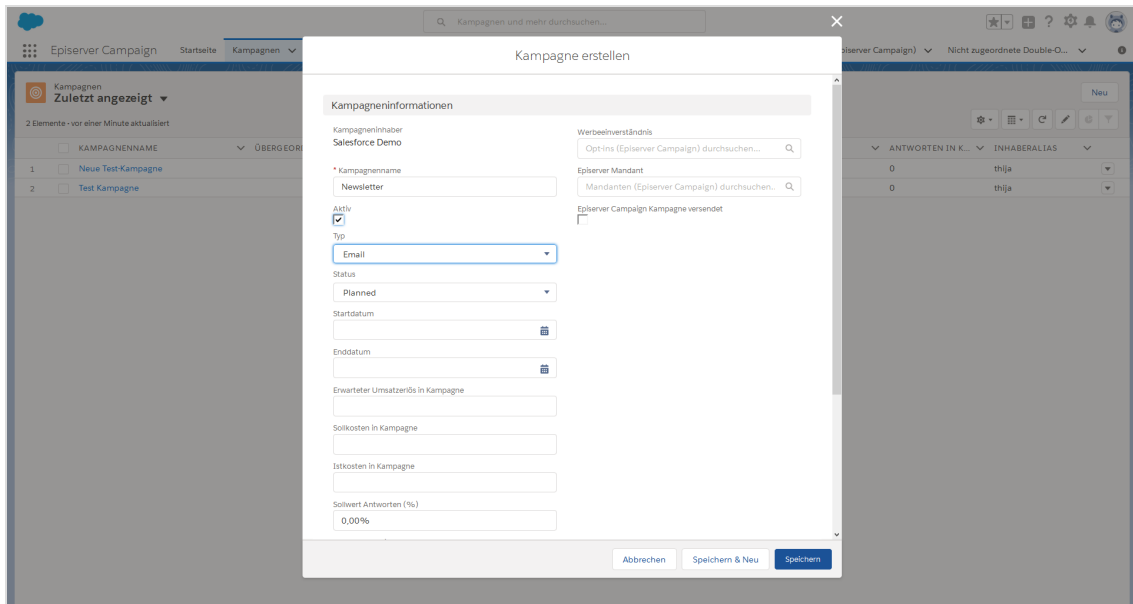 Kampagnen und mehr durchsuchen...
Episerver Campaign Startseite Kampagnen
piserver Campaign) Nicht zugeordnete Double-O...
Kampagnen
Zuletzt angezeigt
Neu
2 Elemente - vor einer Minute aktualisiert
KAMPAGNENNAME ÜBERGEOR ANTWORTEN IN K... INHABERALIAS
1 Neue Test-Kampagne 0 thija
2 Test Kampagne 0 thija
Kampagne erstellen
Kampagneninformationen
Kampagneninhaber
Salesforce Demo
* Kampagnenname
Newsletter
Aktiv
Typ
Email
Status
Planned
Startdatum
Enddatum
Erwarteter Umsatzerlös in Kampagne
Sollkosten in Kampagne
Istkosten in Kampagne
Sollwert Antworten (%)
0,00%
Werbeeinverständnis
Opt-ins (Episerver Campaign) durchsuchen...
Episerver Mandant
Mandanten (Episerver Campaign) durchsuchen..
Episerver Campaign Kampagne versendet
Abbrechen Speichern & Neu Speichern